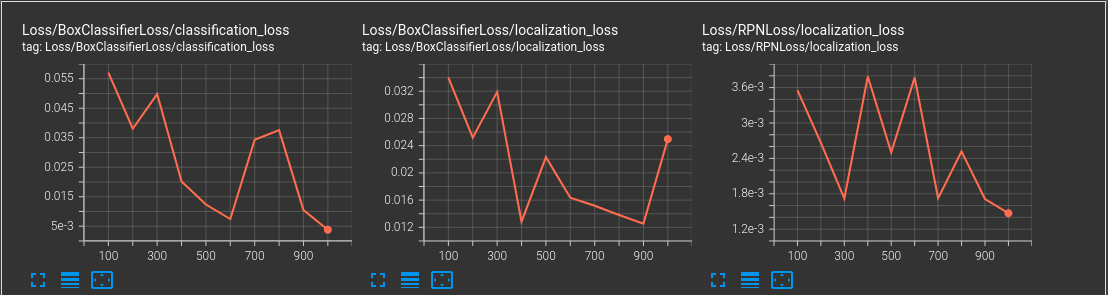 Loss/BoxClassifierLoss/classification_loss
tag: Loss/BoxClassifierLoss/classification_loss
0.055
0.045
0.035
0.025
0.015
5e-3
100 300 500 700 900
Loss/BoxClassifierLoss/localization_loss
tag: Loss/BoxClassifierLoss/localization_loss
0.032
0.028
0.024
0.02
0.016
0.012
100 300 500 700 900
Loss/RPNLoss/localization_loss
tag: Loss/RPNLoss/localization_loss
3.6e-3
3e-3
2.4e-3
1.8e-3
1.2e-3
100 300 500 700 900